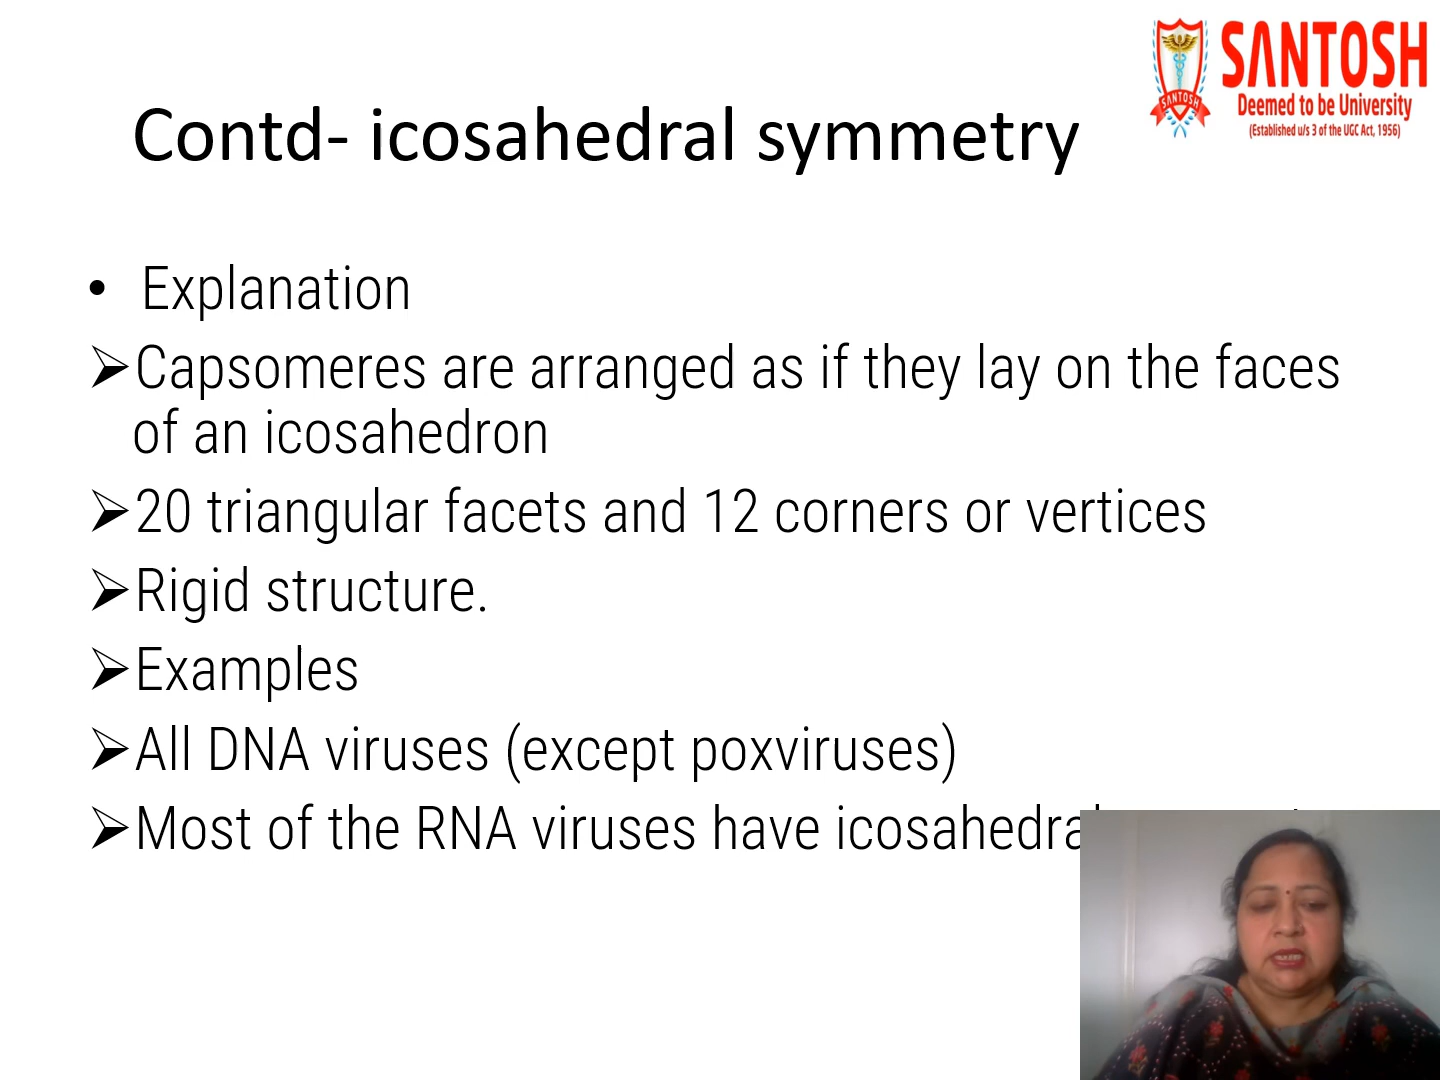 SANTOSH
Deemed to be University
(Established u/s 3 of the UGC Act, 1956)
SANTOSH
Contd- icosahedral symmetry
• Explanation
➢Capsomeres are arranged as if they lay on the faces
of an icosahedron
➢20 triangular facets and 12 corners or vertices
➢Rigid structure.
➢Examples
➢All DNA viruses (except poxviruses)
➢Most of the RNA viruses have icosahedral